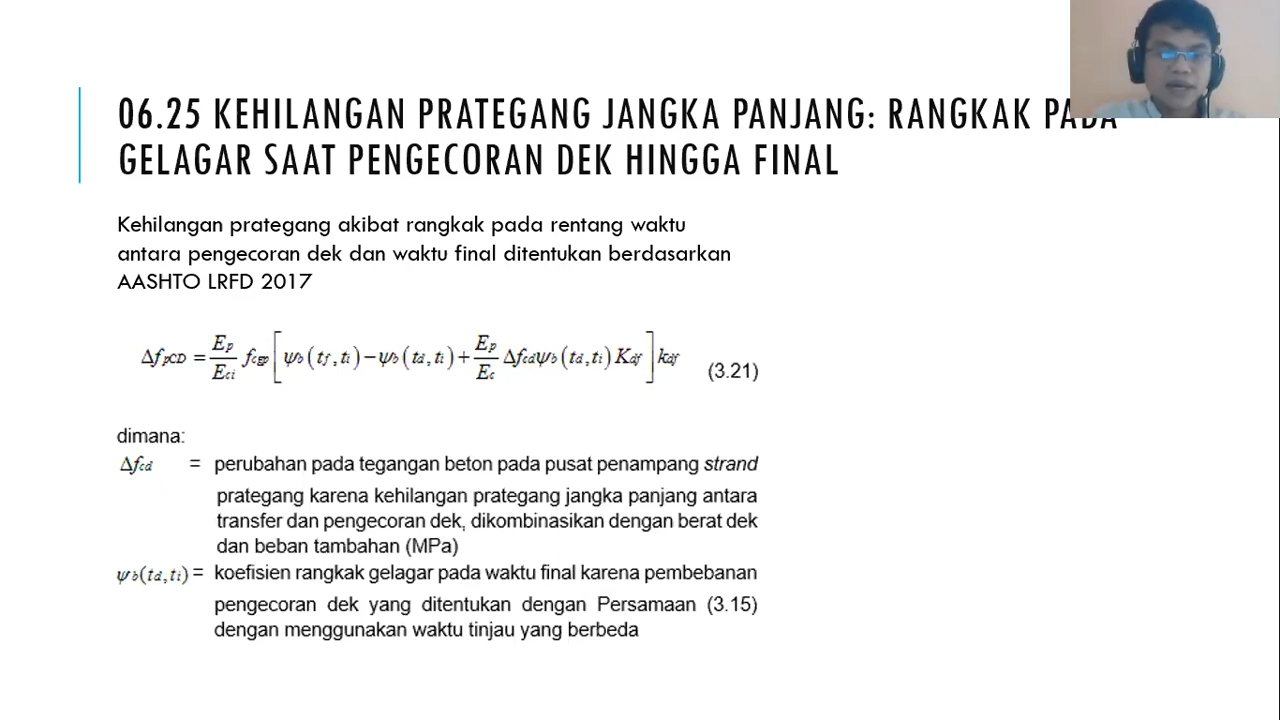 06.25 KEHILANGAN PRATEGANG JANGKA PANJANG: RANGKAK PADA
GELAGAR SAAT PENGECORAN DEK HINGGA FINAL
Kehilangan prategang akibat rangkak pada rentang waktu
antara pengecoran dek dan waktu final ditentukan berdasarkan
AASHTO LRFD 2017
Δf_pCD = E_p/E_ci f_cgp [ψ_b(t_f,t_i) − ψ_b(t_d,t_i) + E_p/E_c Δf_cd ψ_b(t_d,t_i) K_df] k_df (3.21)
dimana:
Δf_cd = perubahan pada tegangan beton pada pusat penampang strand
prategang karena kehilangan prategang jangka panjang antara
transfer dan pengecoran dek, dikombinasikan dengan berat dek
dan beban tambahan (MPa)
ψ_b(t_d,t_i) = koefisien rangkak gelagar pada waktu final karena pembebanan
pengecoran dek yang ditentukan dengan Persamaan (3.15)
dengan menggunakan waktu tinjau yang berbeda